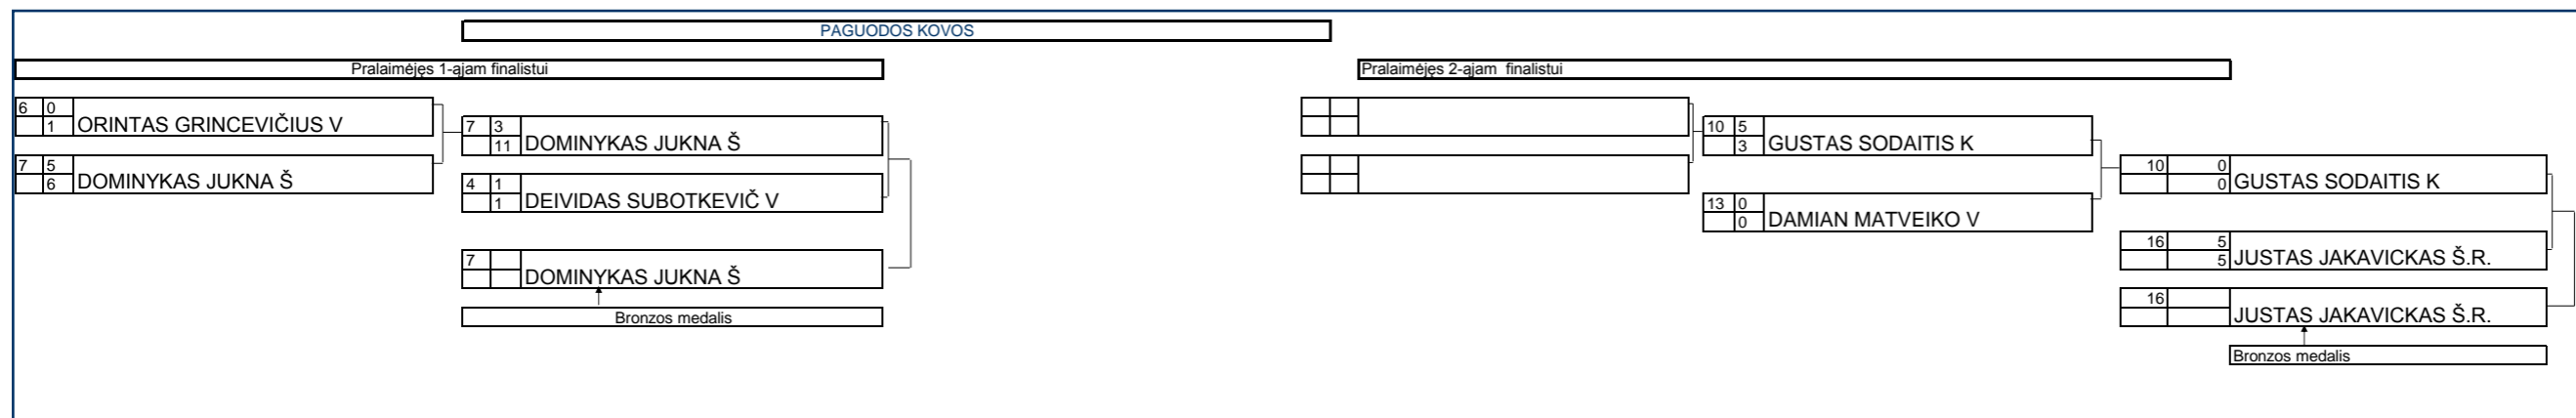 PAGUODOS KOVOS
Pralaimėjęs 1-ajam finalistui
Pralaimėjęs 2-ajam  finalistui
6 0
1 ORINTAS GRINCEVIČIUS V
7 5
6 DOMINYKAS JUKNA Š
7 3
11 DOMINYKAS JUKNA Š
4 1
1 DEIVIDAS SUBOTKEVIČ V
7
DOMINYKAS JUKNA Š
Bronzos medalis
10 5
3 GUSTAS SODAITIS K
13 0
0 DAMIAN MATVEIKO V
10 0
0 GUSTAS SODAITIS K
16 5
5 JUSTAS JAKAVICKAS Š.R.
16
JUSTAS JAKAVICKAS Š.R.
Bronzos medalis